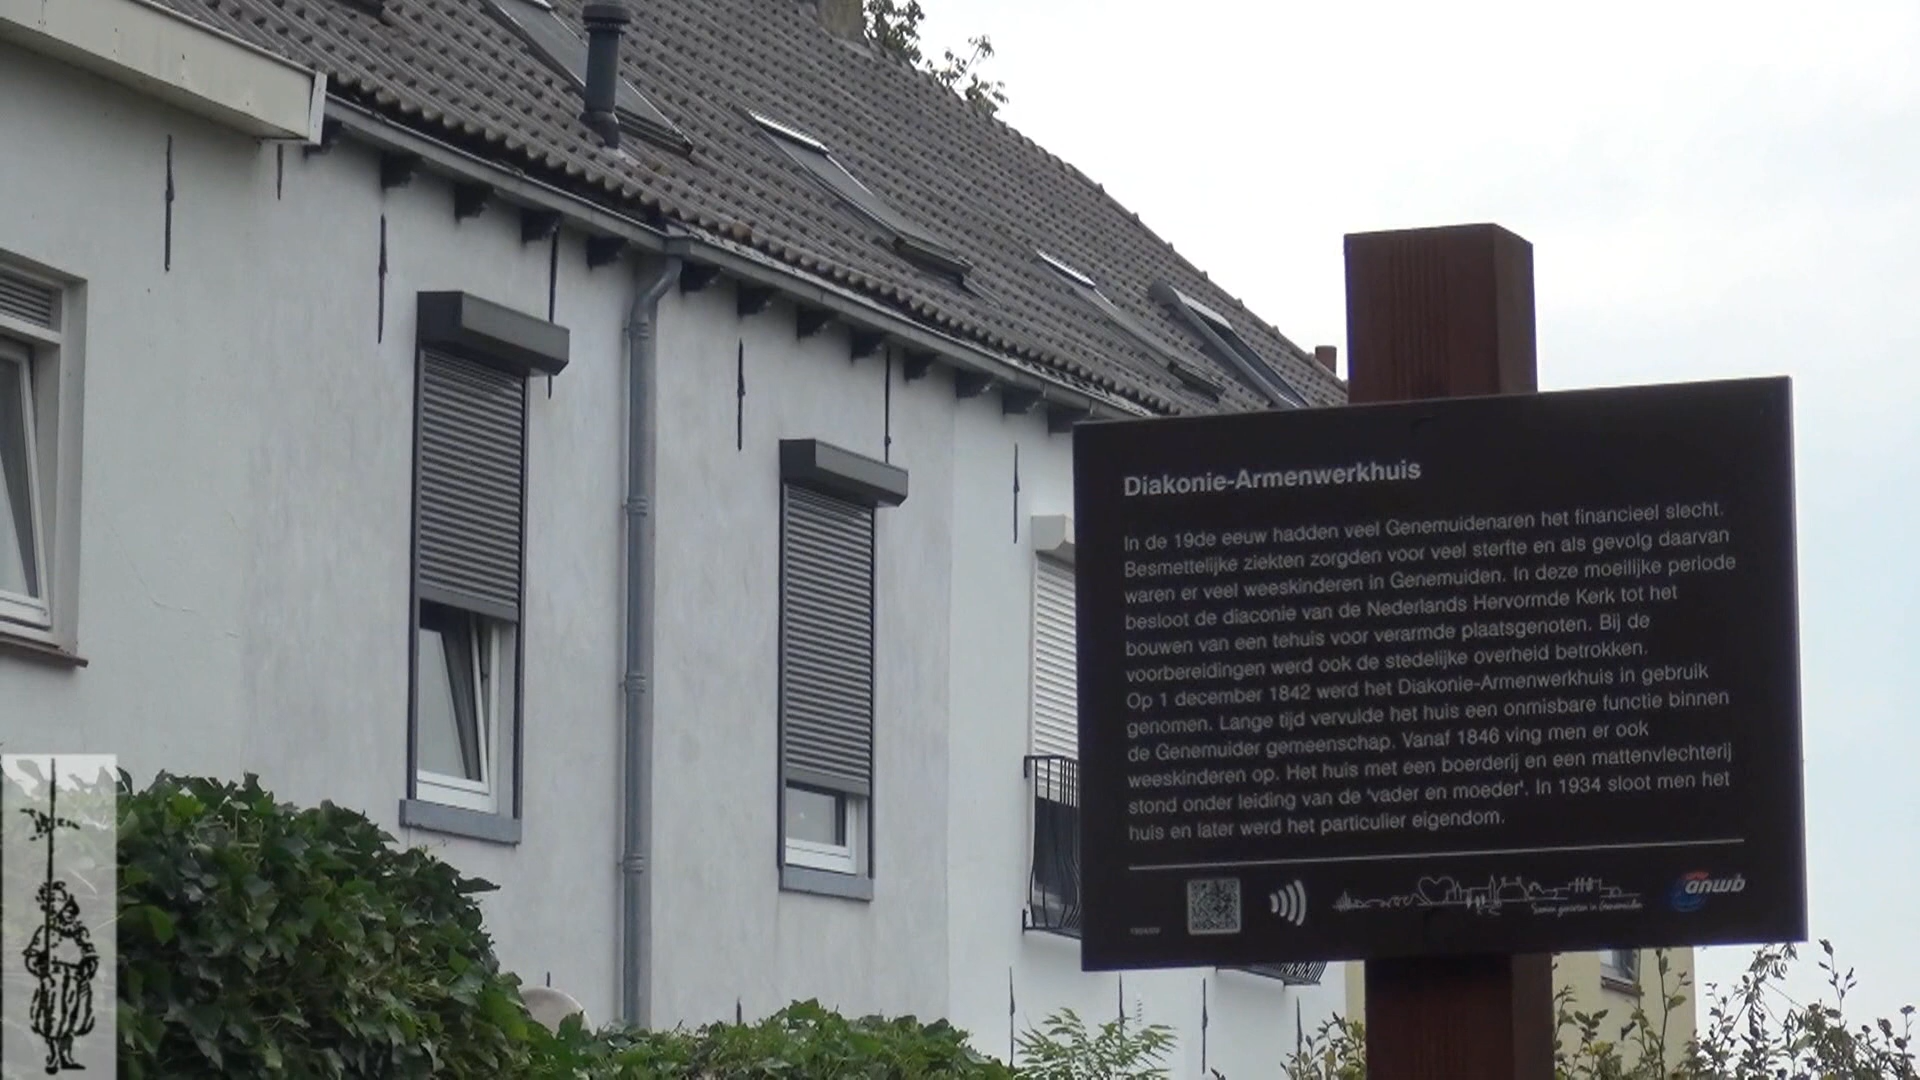 Diakonie-Armenwerkhuis
In de 19de eeuw hadden veel Genemuidenaren het financieel slecht.
Besmettelijke ziekten zorgden voor veel sterfte en als gevolg daarvan
waren er veel weeskinderen in Genemuiden. In deze moeilijke periode
besloot de diaconie van de Nederlands Hervormde Kerk tot het
bouwen van een tehuis voor verarmde plaatsgenoten. Bij de
voorbereidingen werd ook de stedelijke overheid betrokken.
Op 1 december 1842 werd het Diakonie-Armenwerkhuis in gebruik
genomen. Lange tijd vervulde het huis een onmisbare functie binnen
de Genemuider gemeenschap. Vanaf 1846 ving men er ook
weeskinderen op. Het huis met een boerderij en een mattenvlechterij
stond onder leiding van de 'vader en moeder'. In 1934 sloot men het
huis en later werd het particulier eigendom.
anwb